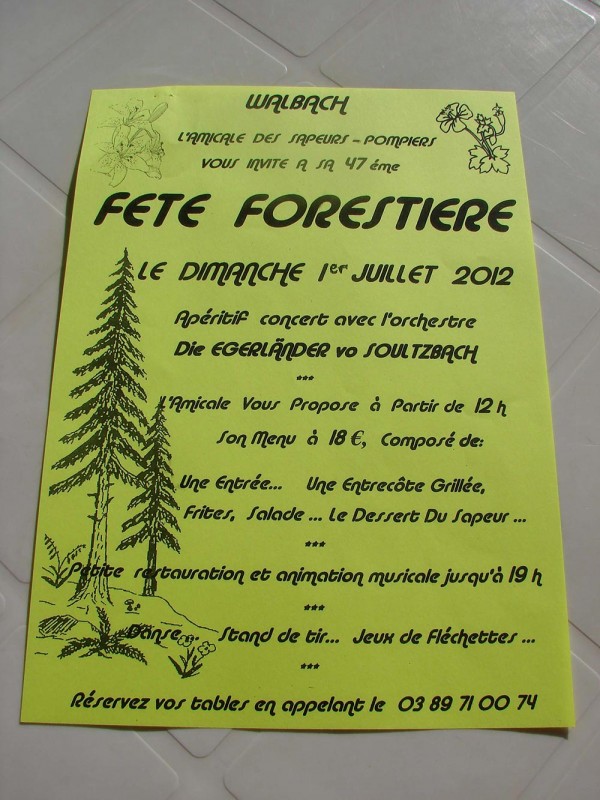 WALBACH
L'AMICALE DES SAPEURS - POMPIERS
VOUS INVITE A SA 47 éme
FETE FORESTIERE
LE DIMANCHE 1er JUILLET 2012
Apéritif concert avec l'orchestre
Die EGERLÄNDER vo SOULTZBACH
***
L'Amicale Vous Propose à Partir de 12 h
Son Menu à 18 €, Composé de:
Une Entrée... Une Entrecôte Grillée,
Frites, Salade ... Le Dessert Du Sapeur ...
***
Petite restauration et animation musicale jusqu'à 19 h
***
Danse... Stand de tir... Jeux de Fléchettes ...
***
Réservez vos tables en appelant le 03 89 71 00 74